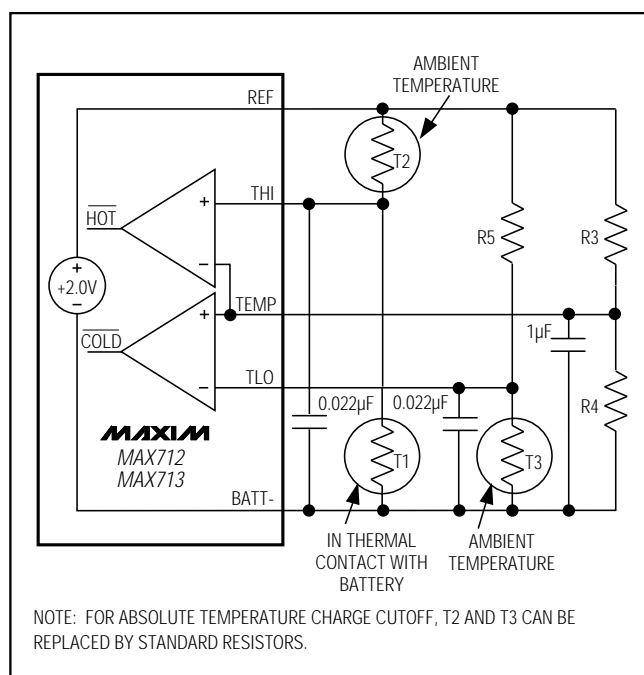 AMBIENT
TEMPERATURE
REF
T2
THI
+
HOT
R5
R3
−
+
+2.0V
−
TEMP
+
COLD
1µF
TLO
−
0.022µF
0.022µF
R4
MAXIM
MAX712
MAX713
T1
T3
BATT-
IN THERMAL
CONTACT WITH
BATTERY
AMBIENT
TEMPERATURE
NOTE: FOR ABSOLUTE TEMPERATURE CHARGE CUTOFF, T2 AND T3 CAN BE
REPLACED BY STANDARD RESISTORS.